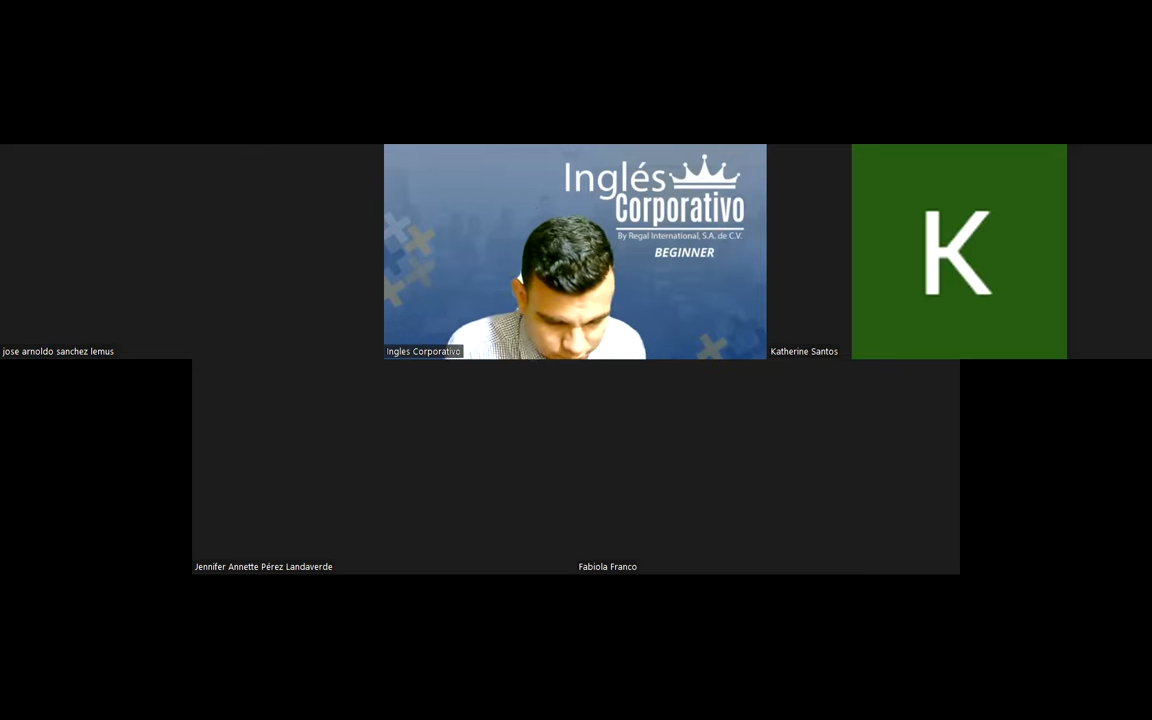 Inglés
Corporativo
By Regal International, S.A. de C.V.
BEGINNER
K
jose arnoldo sanchez lemus
Ingles Corporativo
Katherine Santos
Jennifer Annette Pérez Landaverde
Fabiola Franco